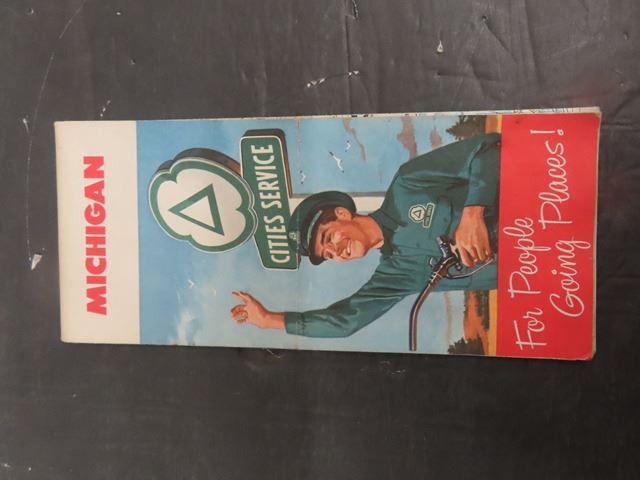 MICHIGAN
CITIES SERVICE
For People
Going Places!